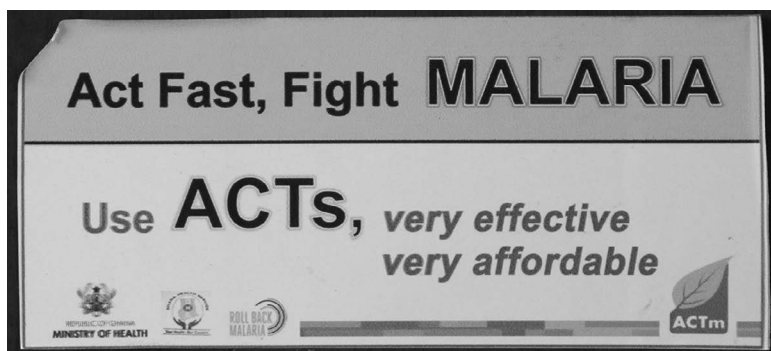 Act Fast, Fight MALARIA
Use ACTs, very effective
very affordable
REPUBLIC OF GHANA
MINISTRY OF HEALTH
ROLL BACK
MALARIA
ACTm